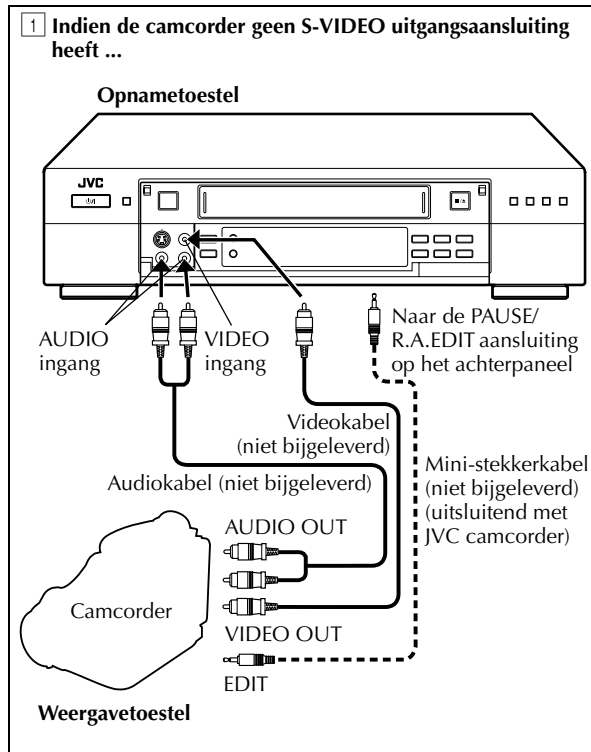 1 Indien de camcorder geen S-VIDEO uitgangsaansluiting
heeft ...
Opnametoestel
JVC
AUDIO
ingang
VIDEO
ingang
Naar de PAUSE/
R.A.EDIT aansluiting
op het achterpaneel
Videokabel
(niet bijgeleverd)
Audiokabel (niet bijgeleverd)
Mini-stekkerkabel
(niet bijgeleverd)
(uitsluitend met
JVC camcorder)
AUDIO OUT
Camcorder
VIDEO OUT
EDIT
Weergavetoestel